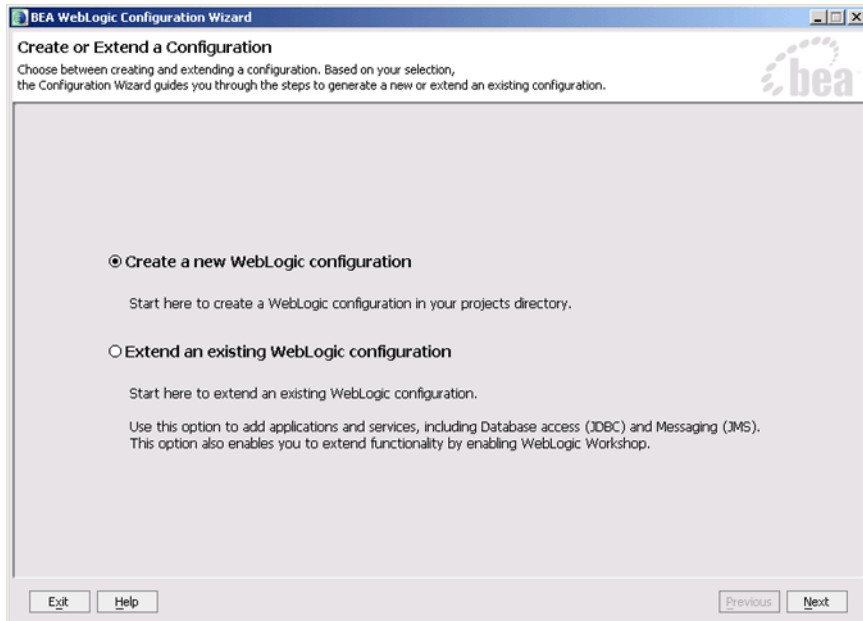 BEA WebLogic Configuration Wizard
Create or Extend a Configuration
Choose between creating and extending a configuration. Based on your selection,
the Configuration Wizard guides you through the steps to generate a new or extend an existing configuration.
bea
Create a new WebLogic configuration
Start here to create a WebLogic configuration in your projects directory.
Extend an existing WebLogic configuration
Start here to extend an existing WebLogic configuration.
Use this option to add applications and services, including Database access (JDBC) and Messaging (JMS).
This option also enables you to extend functionality by enabling WebLogic Workshop.
Exit Help Previous Next